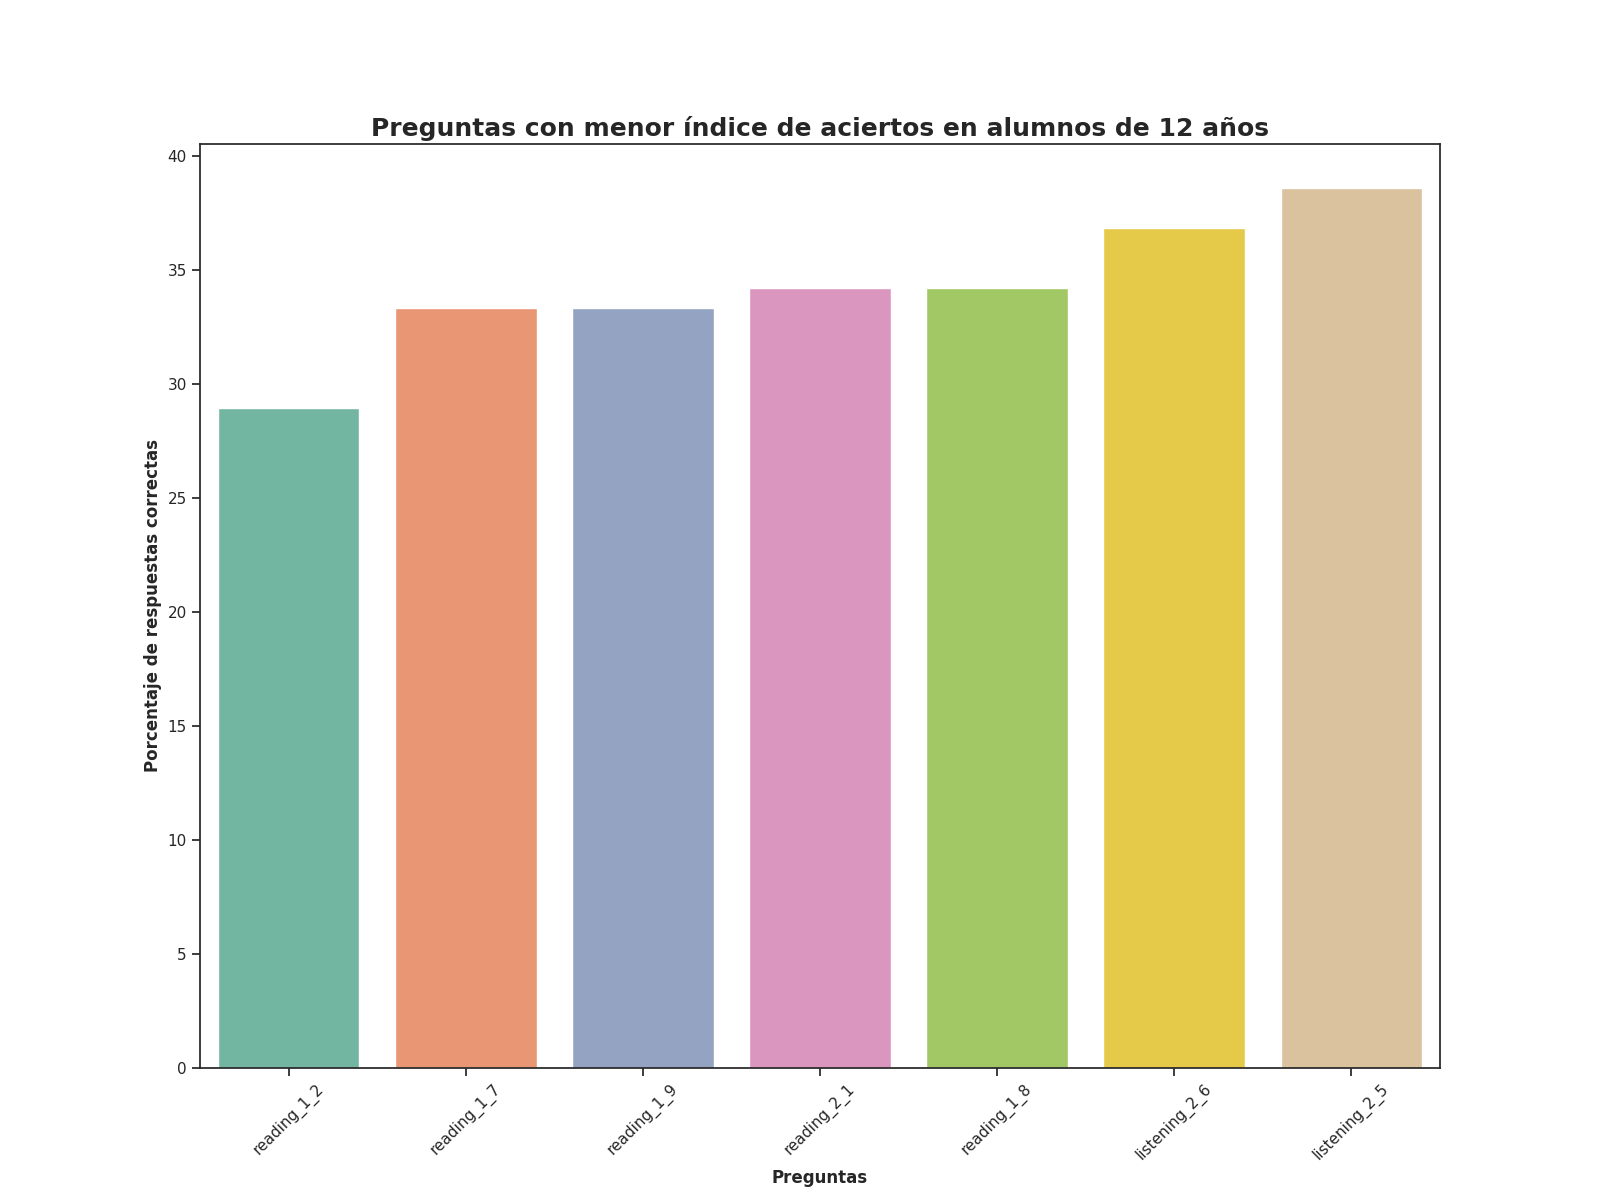 Preguntas con menor índice de aciertos en alumnos de 12 años
Porcentaje de respuestas correctas
40
35
30
25
20
15
10
5
0
reading_1_2
reading_1_7
reading_1_9
reading_2_1
reading_1_8
listening_2_6
listening_2_5
Preguntas